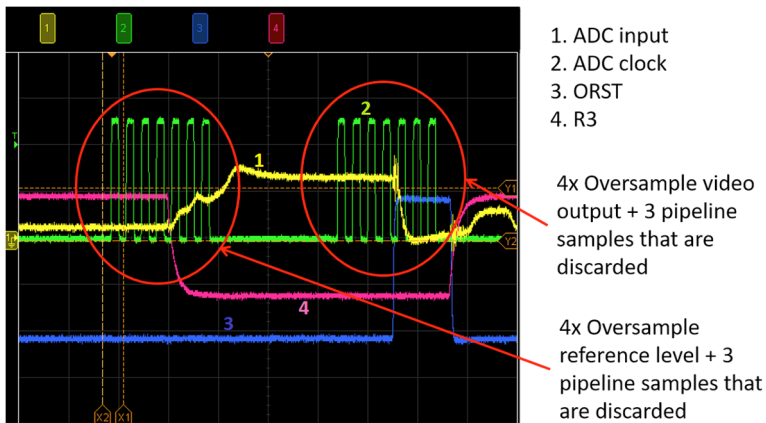 1
2
3
4
1. ADC input
2. ADC clock
3. ORST
4. R3
T
2
1
4x Oversample video
output + 3 pipeline
samples that are
discarded
Y1
Y2
4
3
4x Oversample
reference level + 3
pipeline samples that
are discarded
X2
X1